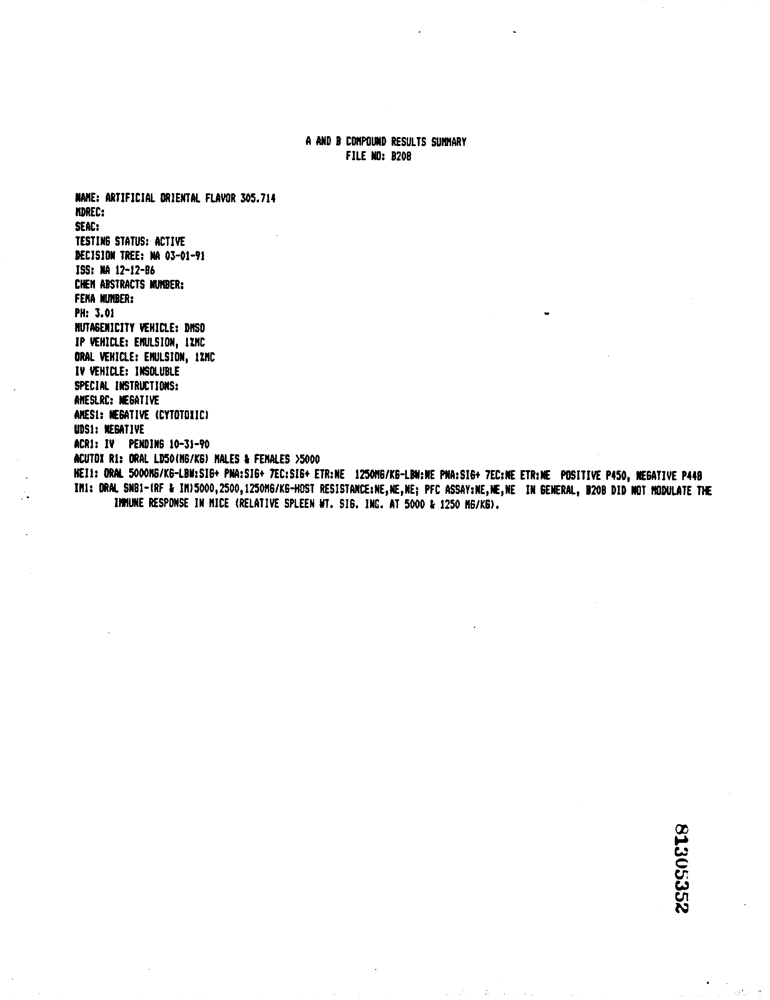 A AND B COMPOUND RESULTS SUMMARY
FILE NO: B208
NAME: ARTIFICIAL ORIENTAL FLAVOR 305.714
MDREC:
SEAC:
TESTING STATUS: ACTIVE
DECISION TREE: NA 03-01-91
ISS: NA 12-12-86
CHEM ABSTRACTS NUMBER:
FEMA NUMBER:
PH: 3.01
MUTAGENICITY VEHICLE: DMSO
IP VEHICLE: EMULSION, 1%MC
ORAL VEHICLE: EMULSION, 1%MC
IV VEHICLE: INSOLUBLE
SPECIAL INSTRUCTIONS:
AMESLRC: NEGATIVE
AMES1: NEGATIVE (CYTOTOXIC)
UDS1: NEGATIVE
ACR1: IV PENDING 10-31-90
ACUTOX R1: ORAL LD50(MG/KG) MALES & FEMALES >5000
HEI1: ORAL 5000MG/KG-LBW:SIG+ PNA:SIG+ 7EC:SIG+ ETR:NE 1250MG/KG-LBW:NE PNA:SIG+ 7EC:NE ETR:NE POSITIVE P450, NEGATIVE P448
IM1: ORAL SN81-(RF & IM)5000,2500,1250MG/KG-HOST RESISTANCE:NE,NE,NE; PFC ASSAY:NE,NE,NE IN GENERAL, B208 DID NOT MODULATE THE
IMMUNE RESPONSE IN MICE (RELATIVE SPLEEN WT. SIG. INC. AT 5000 & 1250 MG/KG).
81305352